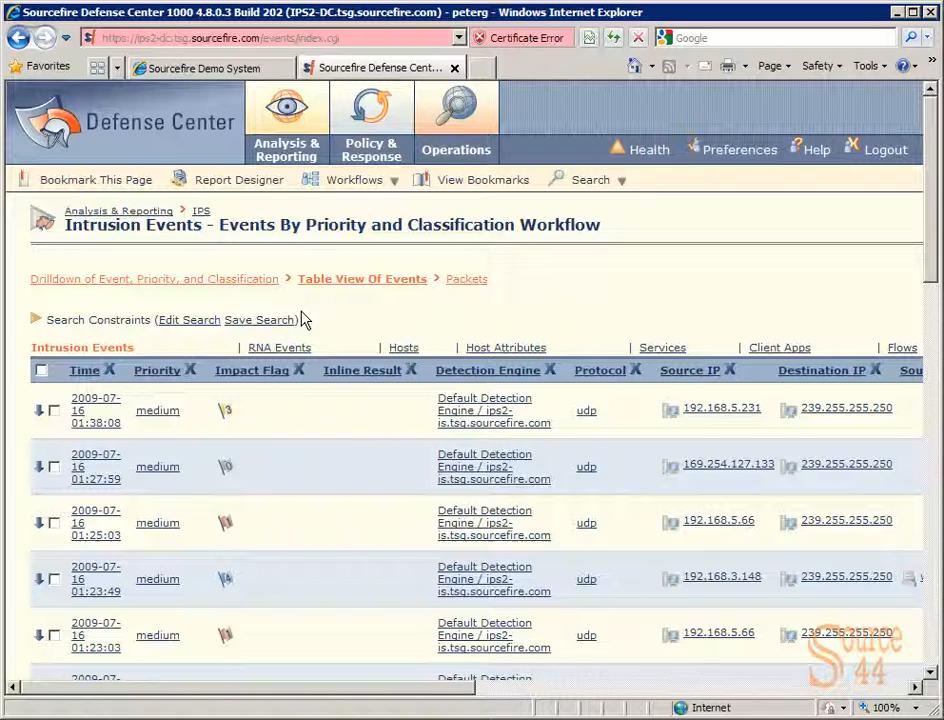 Sourcefire Defense Center 1000 4.8.0.3 Build 202 (IPS2-DC.tsg.sourcefire.com) - peterg - Windows Internet Explorer
https://ips2-dc.tsg.sourcefire.com/events/index.cgi
Certificate Error
Google
Favorites
Sourcefire Demo System
Sourcefire Defense Cent...
Page
Safety
Tools
Defense Center
Analysis & Reporting
Policy & Response
Operations
Health
Preferences
Help
Logout
Bookmark This Page
Report Designer
Workflows
View Bookmarks
Search
Analysis & Reporting > IPS
Intrusion Events - Events By Priority and Classification Workflow
Drilldown of Event, Priority, and Classification > Table View Of Events > Packets
Search Constraints (Edit Search Save Search)
Intrusion Events | RNA Events | Hosts | Host Attributes | Services | Client Apps | Flows
Time Priority Impact Flag Inline Result Detection Engine Protocol Source IP Destination IP Sou
2009-07-16 01:38:08 medium 3 Default Detection Engine / ips2-is.tsg.sourcefire.com udp 192.168.5.231 239.255.255.250
2009-07-16 01:27:59 medium 0 Default Detection Engine / ips2-is.tsg.sourcefire.com udp 169.254.127.133 239.255.255.250
2009-07-16 01:25:03 medium Default Detection Engine / ips2-is.tsg.sourcefire.com udp 192.168.5.66 239.255.255.250
2009-07-16 01:23:49 medium Default Detection Engine / ips2-is.tsg.sourcefire.com udp 192.168.3.148 239.255.255.250
2009-07-16 01:23:03 medium Default Detection Engine / ips2-is.tsg.sourcefire.com udp 192.168.5.66 239.255.255.250
2009-07- Default Detection
Source 44
Internet
100%